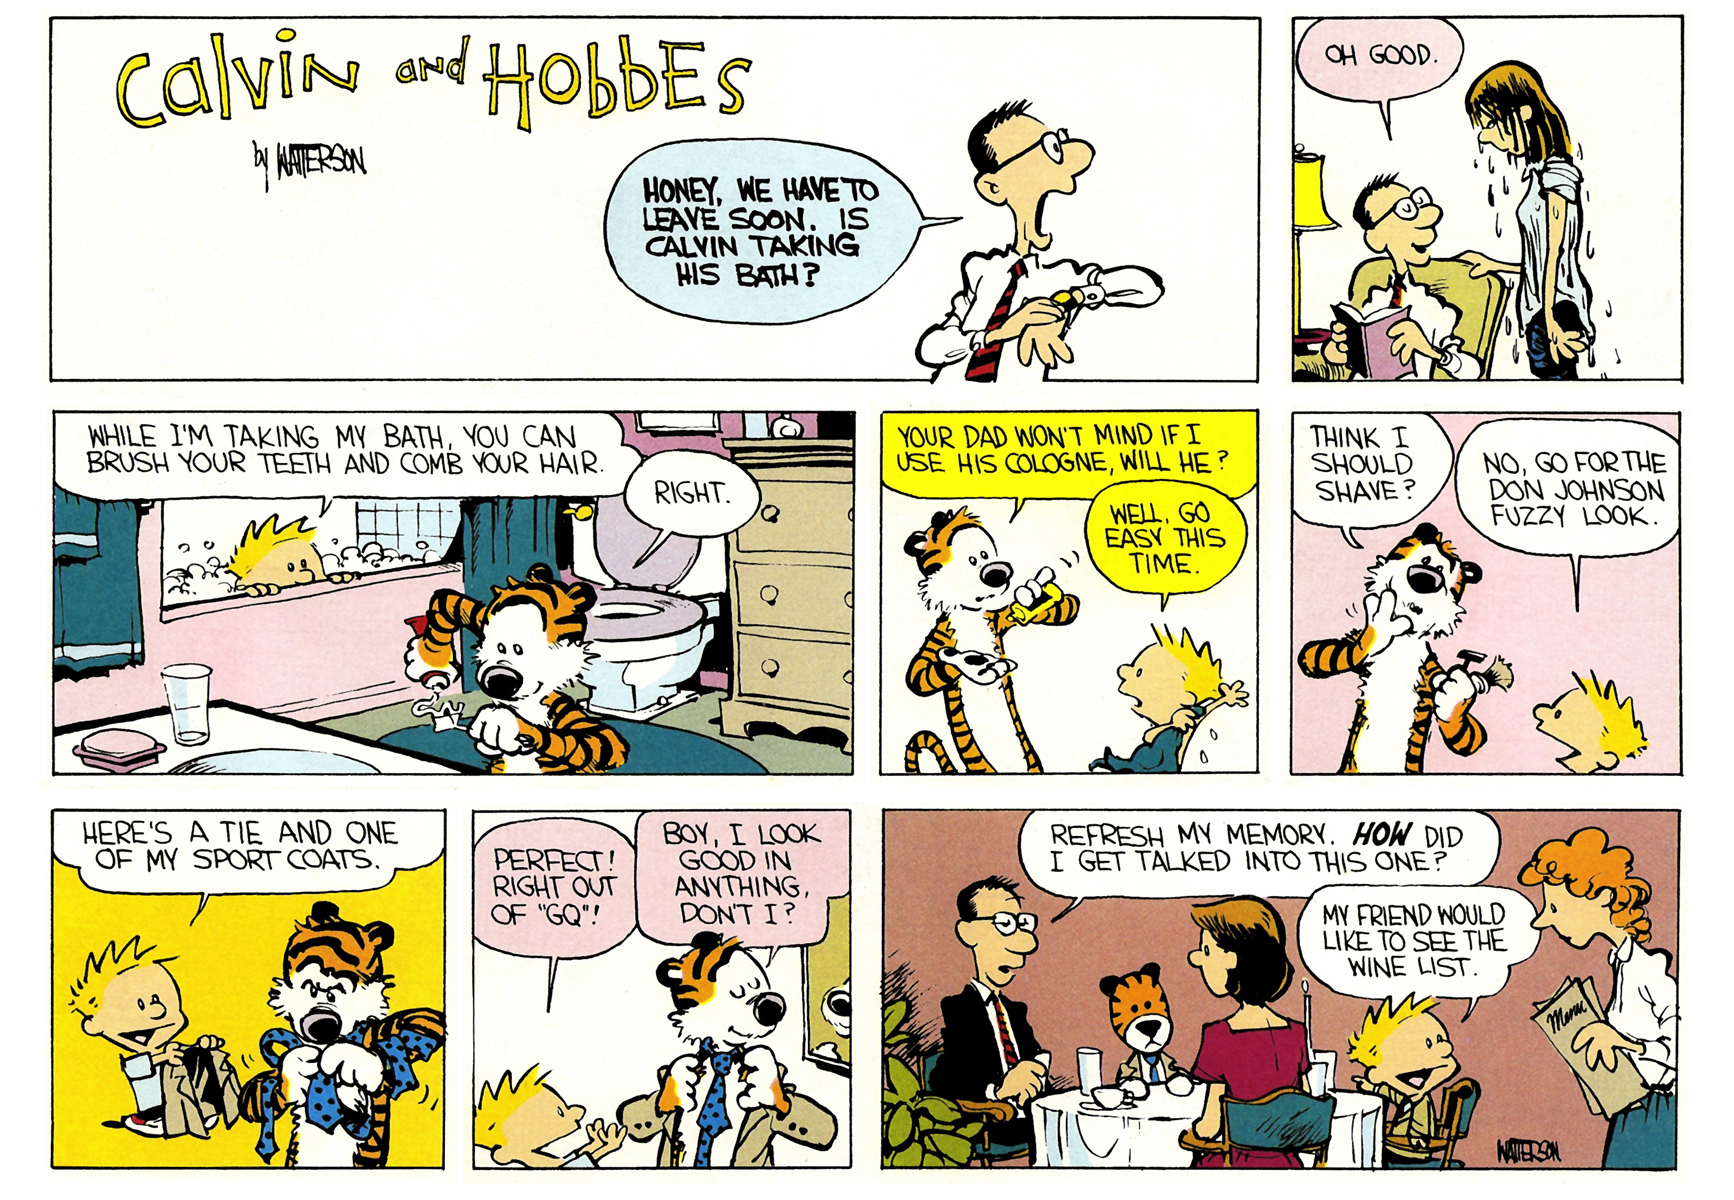 Calvin and HOBBES
by WATTERSON
HONEY, WE HAVE TO
LEAVE SOON. IS
CALVIN TAKING
HIS BATH?
OH GOOD.
WHILE I'M TAKING MY BATH, YOU CAN
BRUSH YOUR TEETH AND COMB YOUR HAIR.
RIGHT.
YOUR DAD WON'T MIND IF I
USE HIS COLOGNE, WILL HE?
WELL, GO
EASY THIS
TIME.
THINK I
SHOULD
SHAVE?
NO, GO FOR THE
DON JOHNSON
FUZZY LOOK.
HERE'S A TIE AND ONE
OF MY SPORT COATS.
PERFECT!
RIGHT OUT
OF "GQ"!
BOY, I LOOK
GOOD IN
ANYTHING,
DON'T I?
REFRESH MY MEMORY. HOW DID
I GET TALKED INTO THIS ONE?
MY FRIEND WOULD
LIKE TO SEE THE
WINE LIST.
Menu
WATTERSON